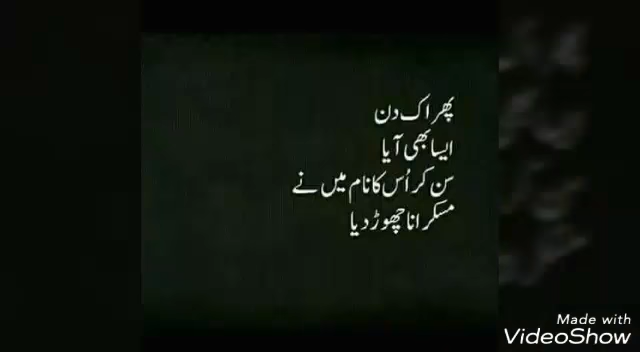 پھر اک دن
ایسا بھی آیا
سن کر اُس کا نام میں نے
مسکرانا چھوڑ دیا
Made with
VideoShow